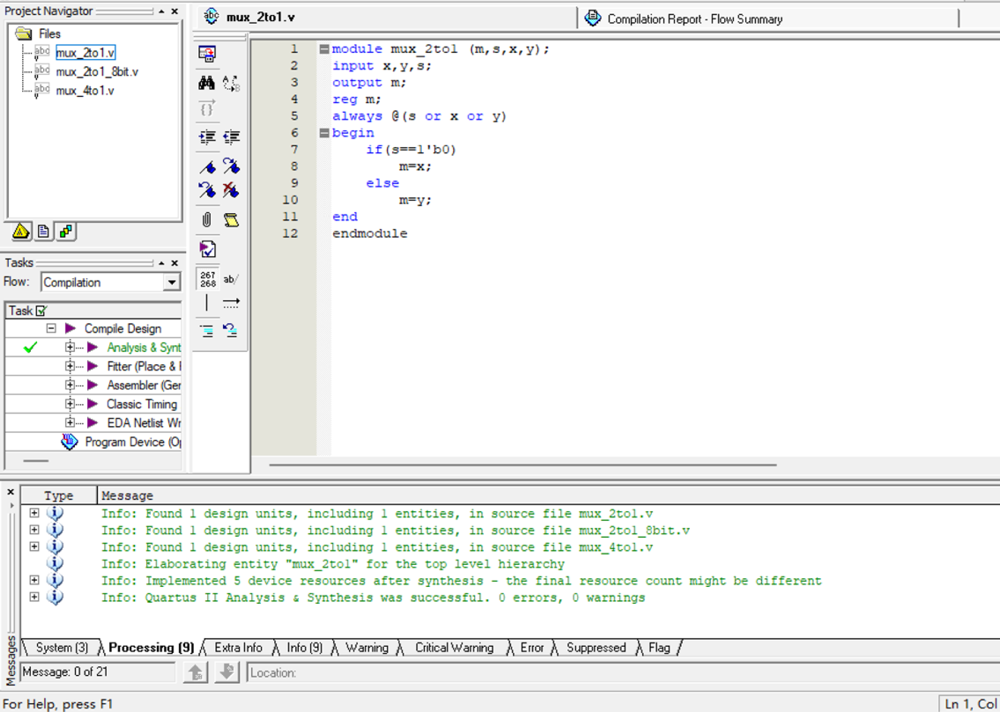 Project Navigator
Files
mux_2to1.v
mux_2to1_8bit.v
mux_4to1.v
Tasks
Flow: Compilation
Task
Compile Design
Analysis & Synt
Fitter (Place & 
Assembler (Ger
Classic Timing
EDA Netlist Wr
Program Device (O
abc mux_2to1.v
Compilation Report - Flow Summary
267
268 ab/
1 module mux_2to1 (m,s,x,y);
2 input x,y,s;
3 output m;
4 reg m;
5 always @(s or x or y)
6 begin
7 if(s==1'b0)
8 m=x;
9 else
10 m=y;
11 end
12 endmodule
Type Message
Info: Found 1 design units, including 1 entities, in source file mux_2to1.v
Info: Found 1 design units, including 1 entities, in source file mux_2to1_8bit.v
Info: Found 1 design units, including 1 entities, in source file mux_4to1.v
Info: Elaborating entity "mux_2to1" for the top level hierarchy
Info: Implemented 5 device resources after synthesis - the final resource count might be different
Info: Quartus II Analysis & Synthesis was successful. 0 errors, 0 warnings
System (3) Processing (9) Extra Info Info (9) Warning Critical Warning Error Suppressed Flag
Messages
Message: 0 of 21 Location:
For Help, press F1 Ln 1, Col